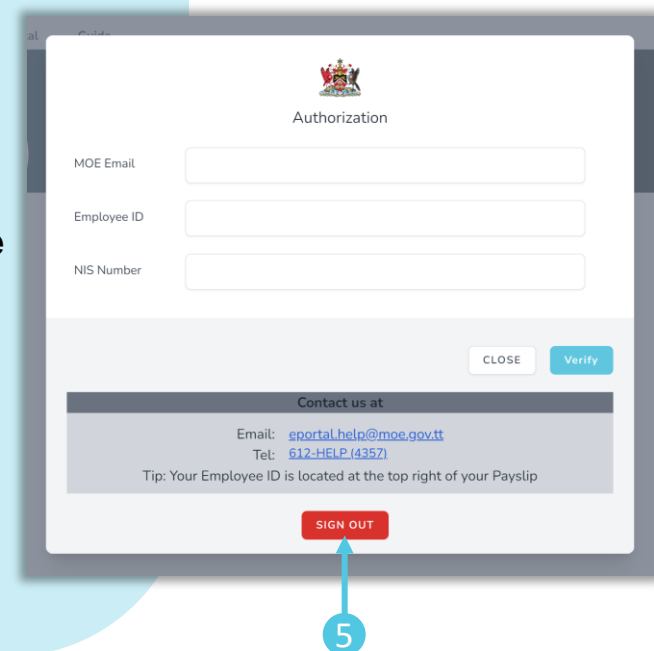 al Guide
Authorization
MOE Email
Employee ID
e
NIS Number
CLOSE Verify
Contact us at
Email: eportal.help@moe.gov.tt
Tel: 612-HELP (4357)
Tip: Your Employee ID is located at the top right of your Payslip
SIGN OUT
5